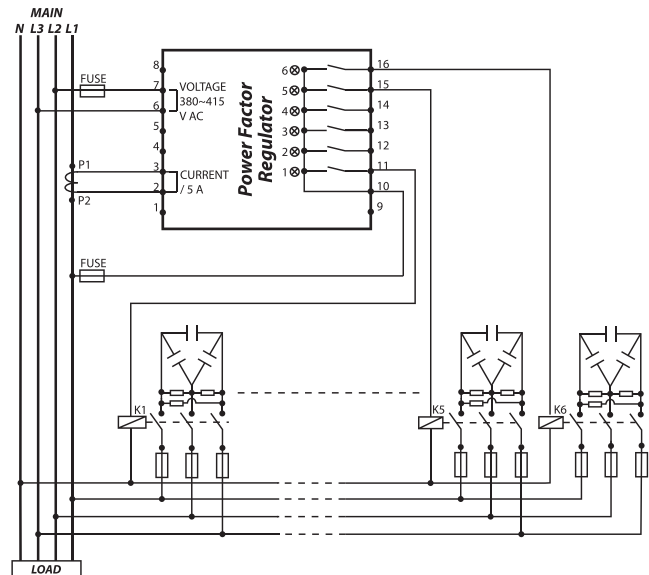 MAIN
N L3 L2 L1
FUSE
8
7
6
5
4
3
2
1
VOLTAGE
380~415
V AC
CURRENT
/ 5 A
Power Factor
Regulator
6
5
4
3
2
1
16
15
14
13
12
11
10
9
P1
P2
FUSE
K1
K5
K6
LOAD